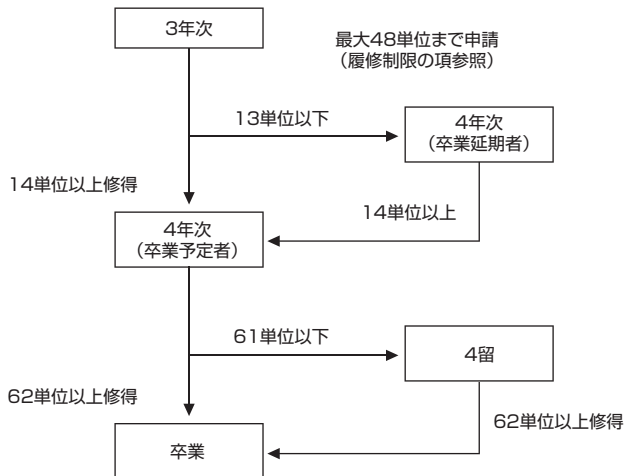 3年次
最大48単位まで申請
（履修制限の項参照）
13単位以下
4年次
（卒業延期者）
14単位以上修得
14単位以上
4年次
（卒業予定者）
61単位以下
4留
62単位以上修得
62単位以上修得
卒業